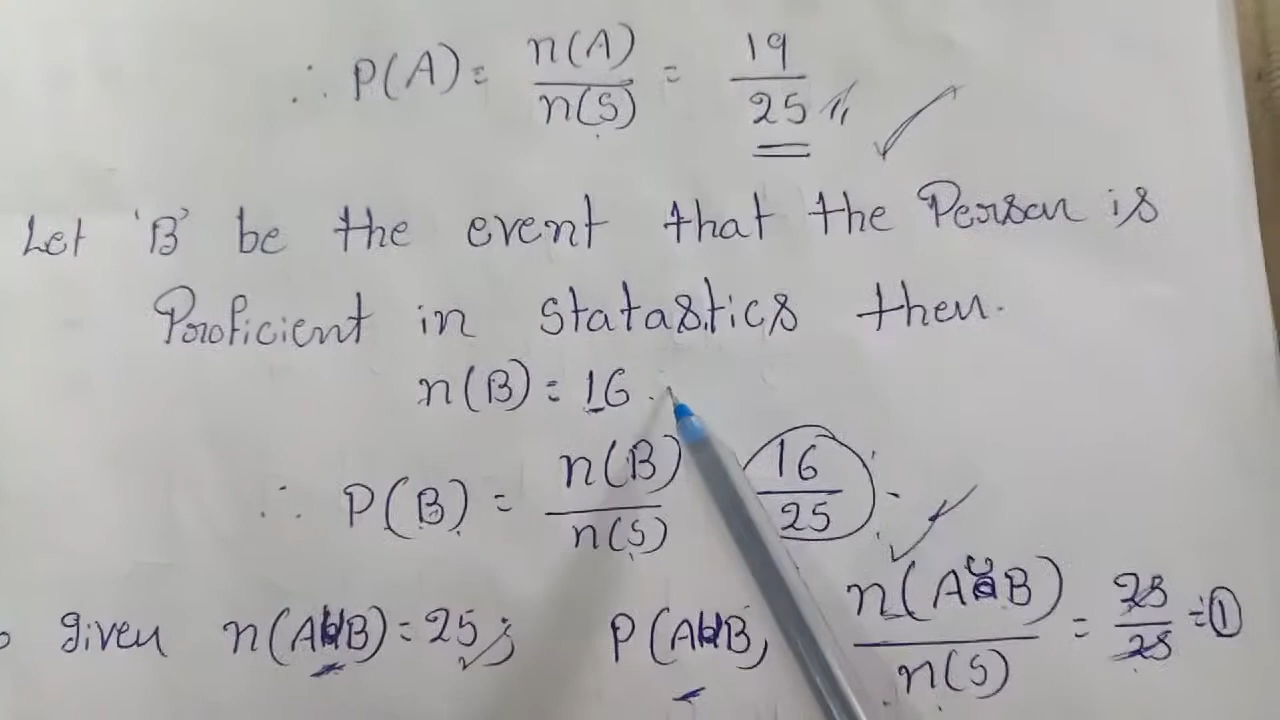 ∴ P(A) = n(A)/n(S) = 19/25
Let 'B' be the event that the Person is
Proficient in Statastics then.
n(B) = 16.
∴ P(B) = n(B)/n(S) 16/25
given n(A∪B) = 25; P(A∪B) n(A∪B)/n(S) = 25/25 = 1